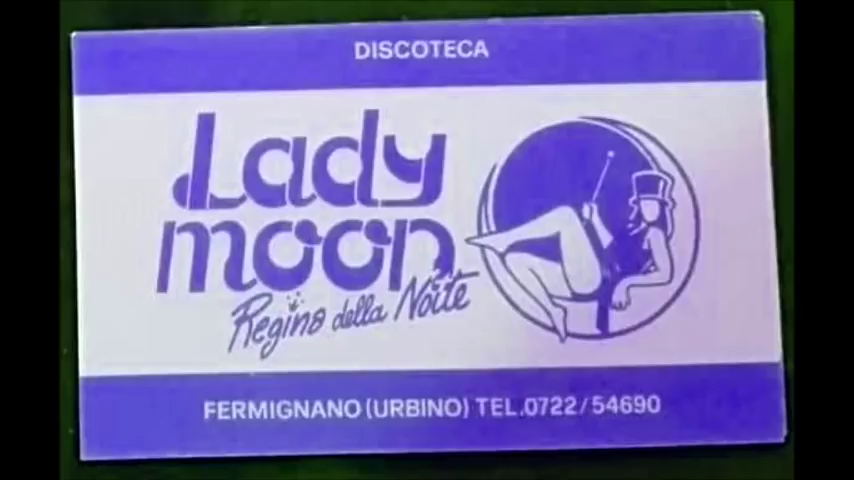 DISCOTECA
Lady
moon
Regina della Notte
FERMIGNANO (URBINO) TEL.0722/54690